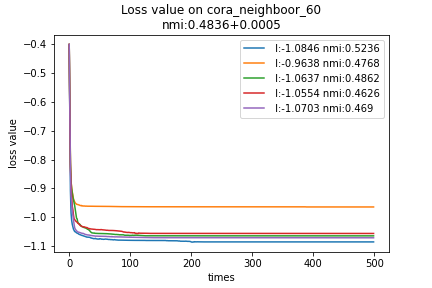 Loss value on cora_neighboor_60
nmi:0.4836+0.0005
l:-1.0846 nmi:0.5236
l:-0.9638 nmi:0.4768
l:-1.0637 nmi:0.4862
l:-1.0554 nmi:0.4626
l:-1.0703 nmi:0.469
−0.4
−0.5
−0.6
−0.7
−0.8
−0.9
−1.0
−1.1
loss value
0 100 200 300 400 500
times